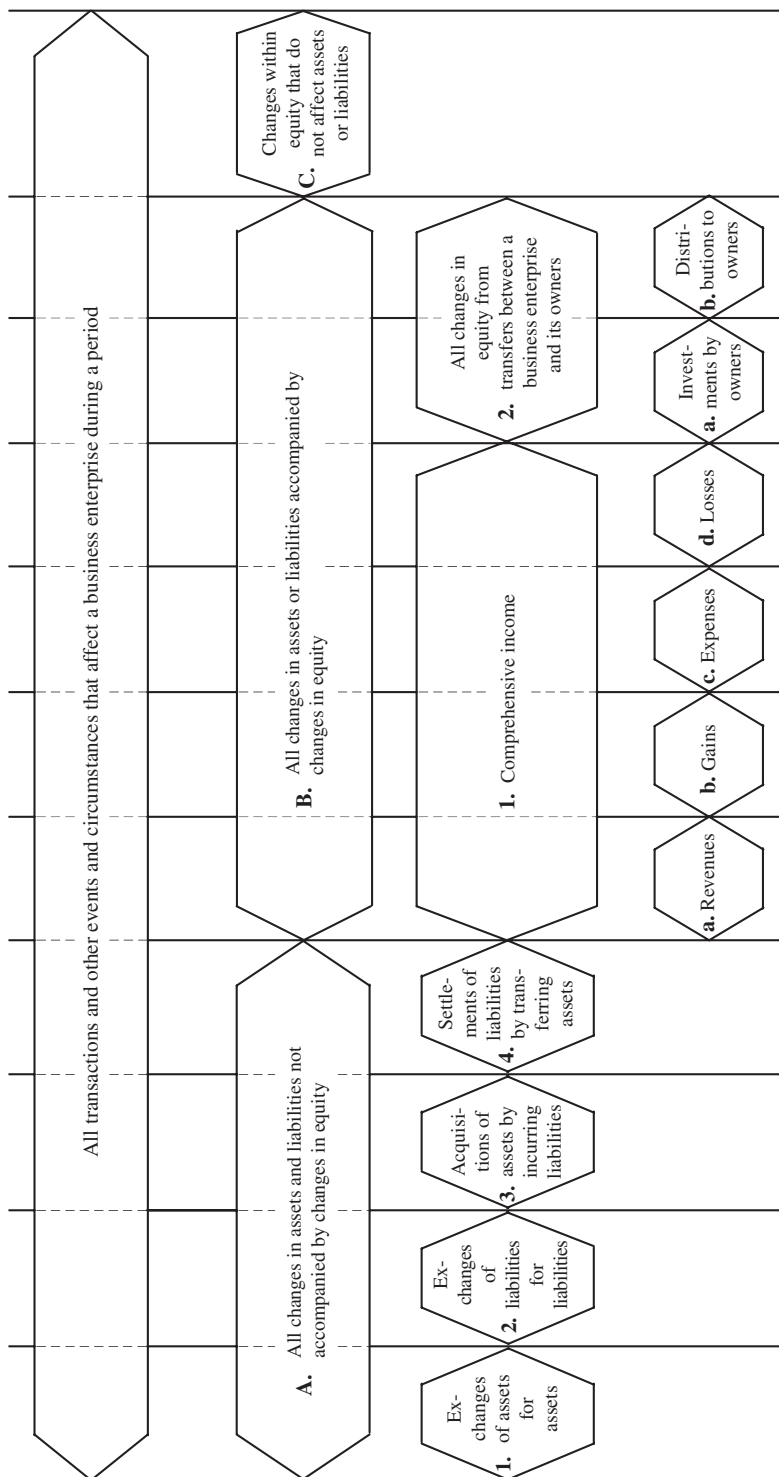 All transactions and other events and circumstances that affect a business enterprise during a period
A. All changes in assets and liabilities not
accompanied by changes in equity
B. All changes in assets or liabilities accompanied by
changes in equity
Changes within
equity that do
C. not affect assets
or liabilities
Ex-
changes
1. of assets
for
assets
Ex-
changes
of
2. liabilities
for
liabilities
Acquisi-
tions of
3. assets by
incurring
liabilities
Settle-
ments of
liabilities
4. by trans-
ferring
assets
1. Comprehensive income
All changes in
equity from
2. transfers between a
business enterprise
and its owners
a. Revenues
b. Gains
c. Expenses
d. Losses
Invest-
a. ments by
owners
Distri-
b. butions to
owners